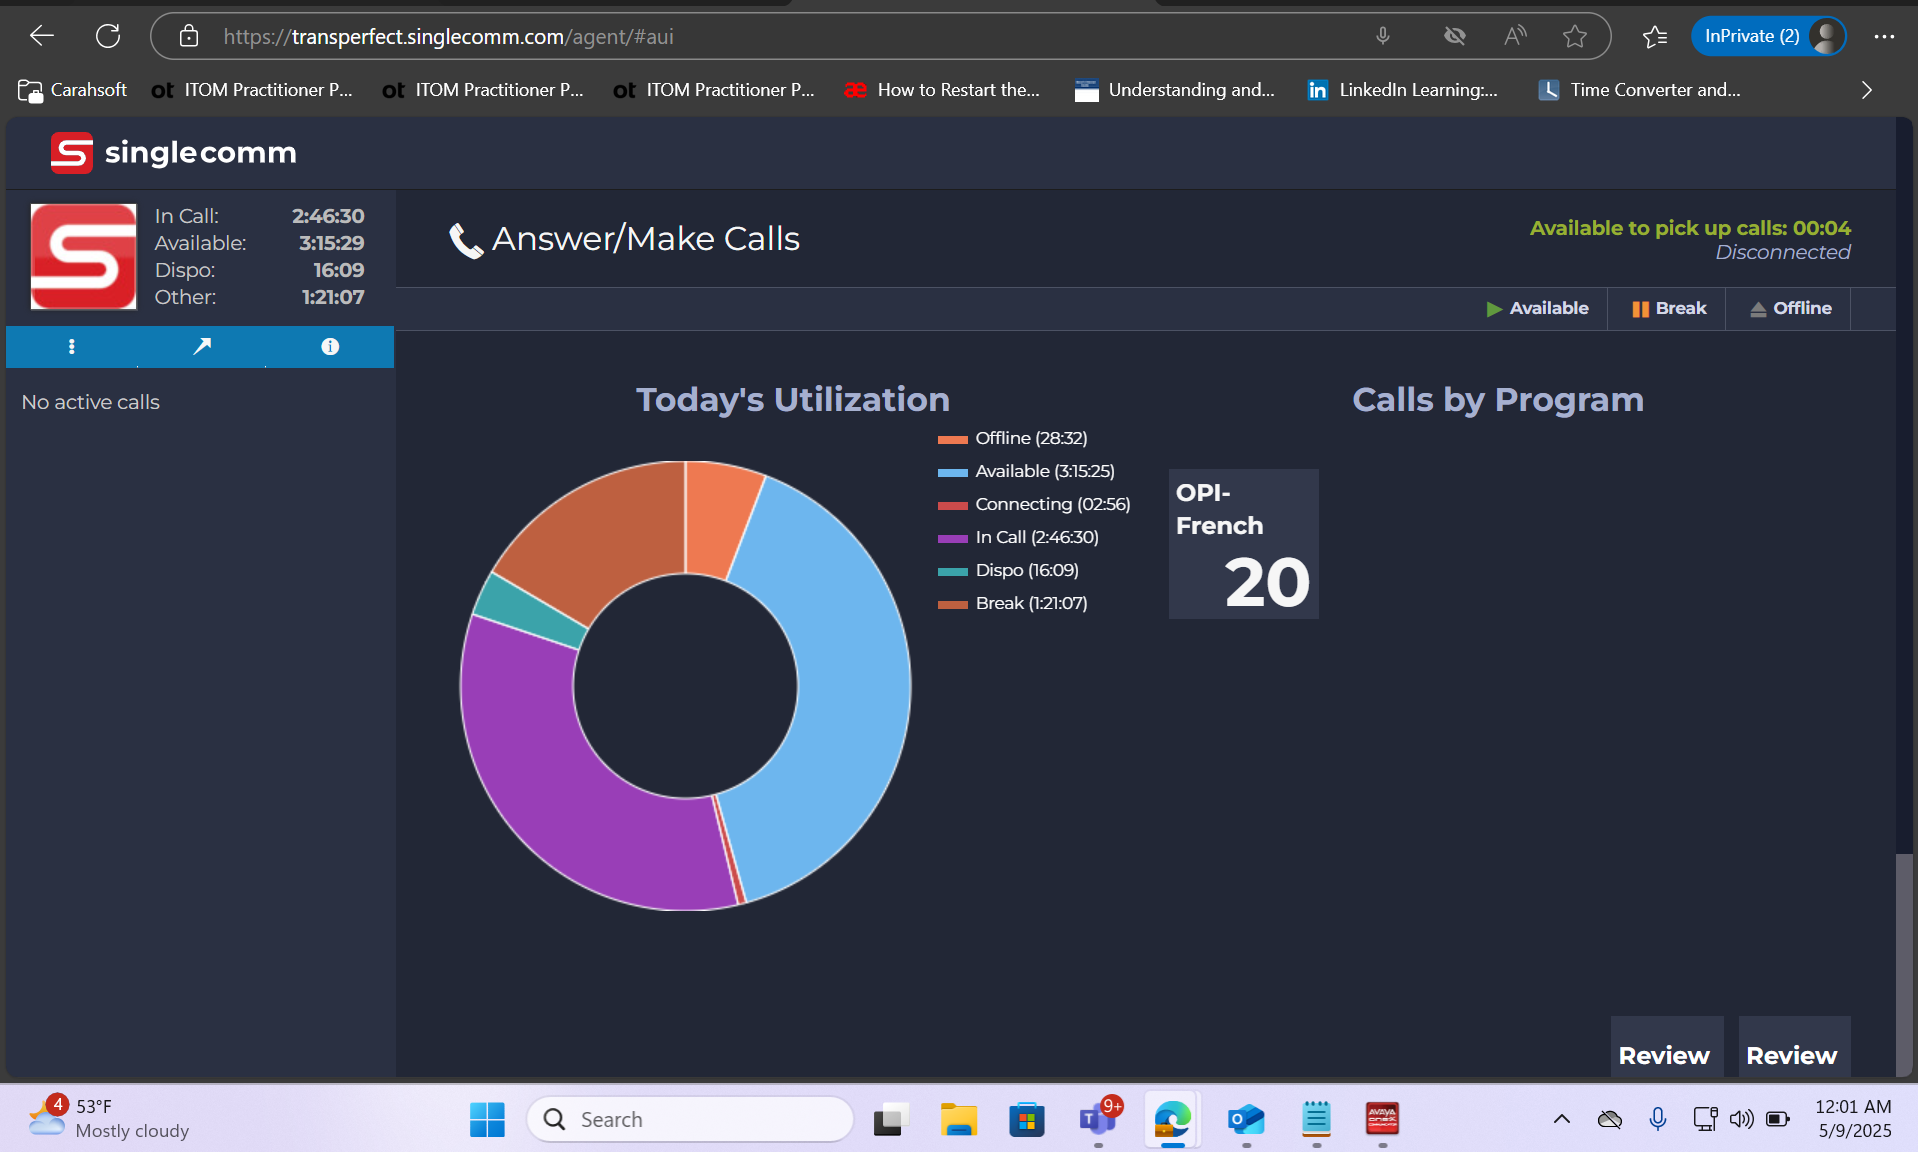 https://transperfect.singlecomm.com/agent/#aui
InPrivate (2)
Carahsoft
ot ITOM Practitioner P...
ot ITOM Practitioner P...
ot ITOM Practitioner P...
æ How to Restart the...
Understanding and...
in LinkedIn Learning:...
Time Converter and...
singlecomm
In Call: 2:46:30
Available: 3:15:29
Dispo: 16:09
Other: 1:21:07
Answer/Make Calls
Available to pick up calls: 00:04
Disconnected
Available
Break
Offline
No active calls
Today's Utilization
Offline (28:32)
Available (3:15:25)
Connecting (02:56)
In Call (2:46:30)
Dispo (16:09)
Break (1:21:07)
Calls by Program
OPI-
French
20
Review
Review
4
53°F
Mostly cloudy
Search
9+
AVAYA
12:01 AM
5/9/2025